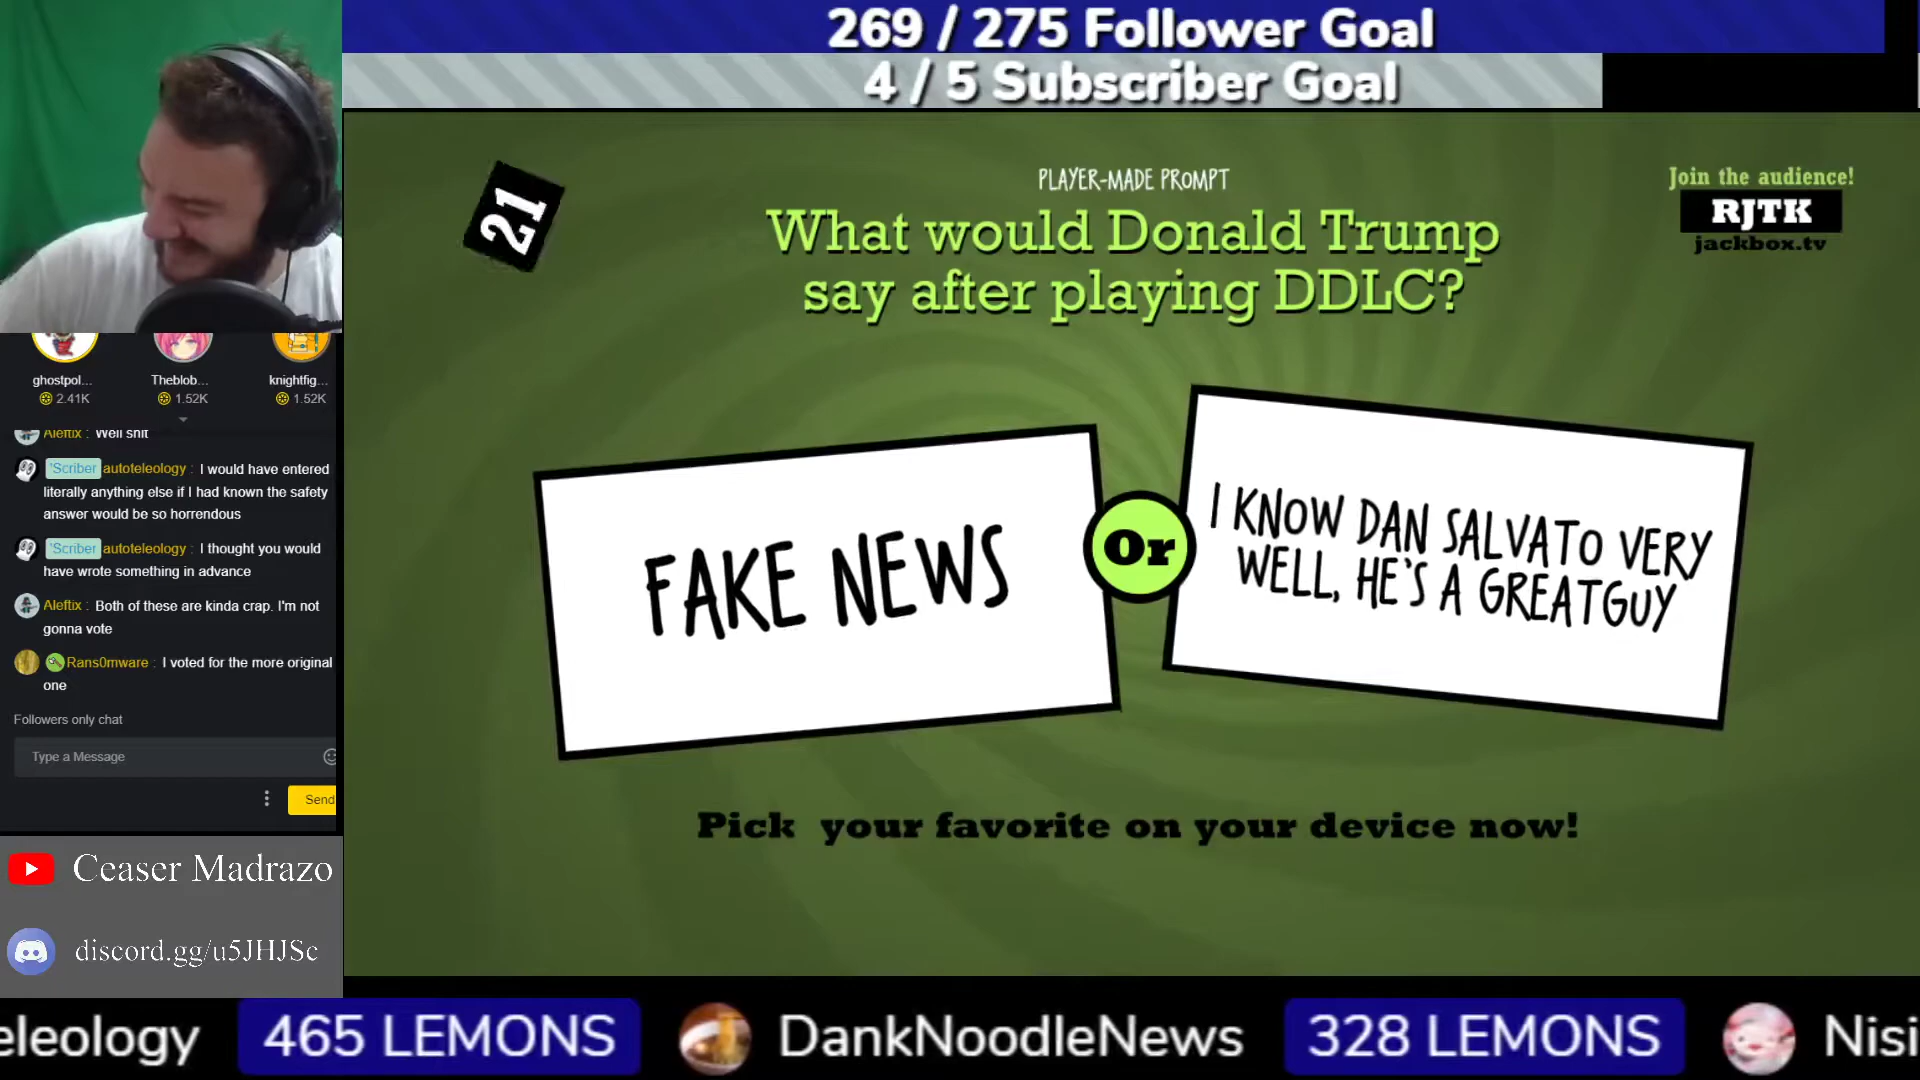 269 / 275 Follower Goal
4 / 5 Subscriber Goal
21
PLAYER-MADE PROMPT
What would Donald Trump
say after playing DDLC?
Join the audience!
RJTK
jackbox.tv
FAKE NEWS
Or
I KNOW DAN SALVATO VERY
WELL, HE'S A GREATGUY
Pick your favorite on your device now!
ghostpol... Theblob... knightfig...
2.41K 1.52K 1.52K
Aleftix : Well shit
'Scriber autoteleology : I would have entered
literally anything else if I had known the safety
answer would be so horrendous
'Scriber autoteleology : I thought you would
have wrote something in advance
Aleftix : Both of these are kinda crap. I'm not
gonna vote
Rans0mware : I voted for the more original
one
Followers only chat
Type a Message
Send
Ceaser Madrazo
discord.gg/u5JHJSc
eleology 465 LEMONS DankNoodleNews 328 LEMONS Nisi